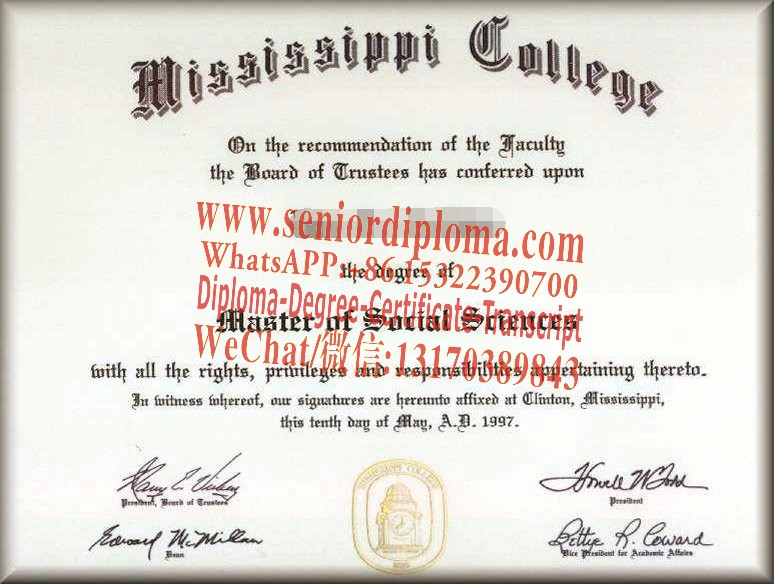 Mississippi College
On the recommendation of the Faculty
the Board of Trustees has conferred upon
www.seniordiploma.com
WhatsAPP:+86 15322390700
the degree of
Diploma-Degree-Certificate-Transcript
Master of Social Sciences
WeChat/微信:13170389843
with all the rights, privileges and responsibilities appertaining thereto.
In witness whereof, our signatures are hereunto affixed at Clinton, Mississippi,
this tenth day of May, A.D. 1997.
President, Board of Trustees
President
Edward McMillan
Bettye R. Coward
Dean
Vice President for Academic Affairs
MISSISSIPPI COLLEGE